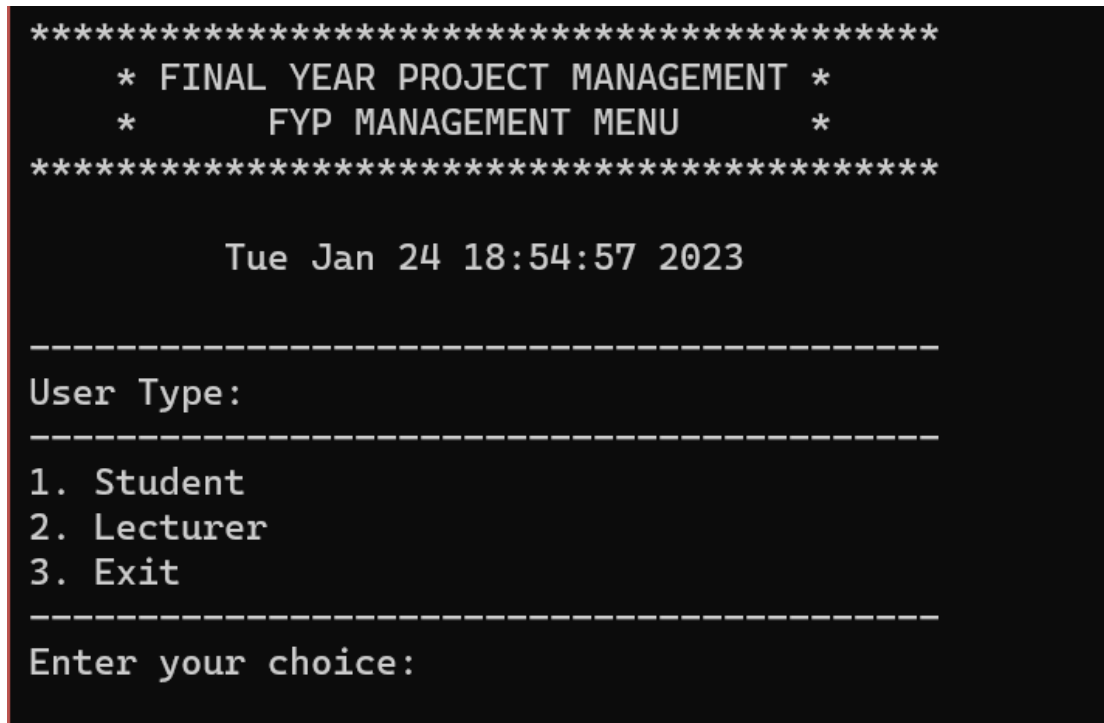 ******************************************
* FINAL YEAR PROJECT MANAGEMENT *
* FYP MANAGEMENT MENU *
******************************************
Tue Jan 24 18:54:57 2023
------------------------------------------
User Type:
------------------------------------------
1. Student
2. Lecturer
3. Exit
------------------------------------------
Enter your choice: